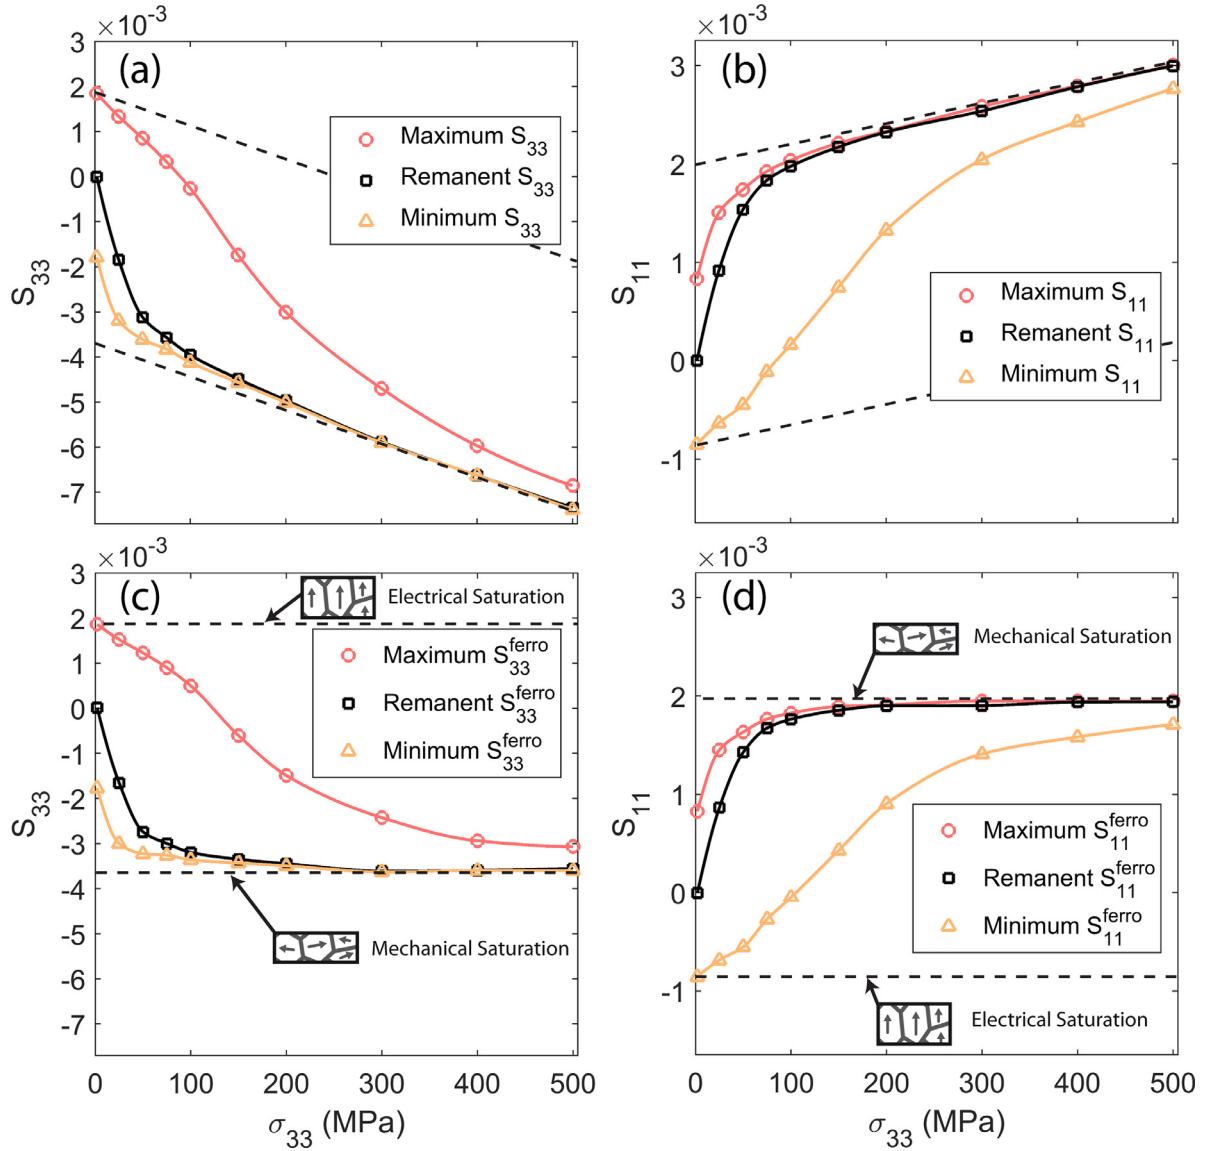 ×10⁻³
(a)
3
2
1
0
-1
-2
-3
-4
-5
-6
-7
S₃₃
Maximum S₃₃
Remanent S₃₃
Minimum S₃₃
×10⁻³
(b)
3
2
1
0
-1
S₁₁
Maximum S₁₁
Remanent S₁₁
Minimum S₁₁
×10⁻³
(c)
3
2
1
0
-1
-2
-3
-4
-5
-6
-7
S₃₃
Electrical Saturation
Maximum S₃₃^ferro
Remanent S₃₃^ferro
Minimum S₃₃^ferro
Mechanical Saturation
0 100 200 300 400 500
σ₃₃ (MPa)
×10⁻³
(d)
3
2
1
0
-1
S₁₁
Mechanical Saturation
Maximum S₁₁^ferro
Remanent S₁₁^ferro
Minimum S₁₁^ferro
Electrical Saturation
0 100 200 300 400 500
σ₃₃ (MPa)